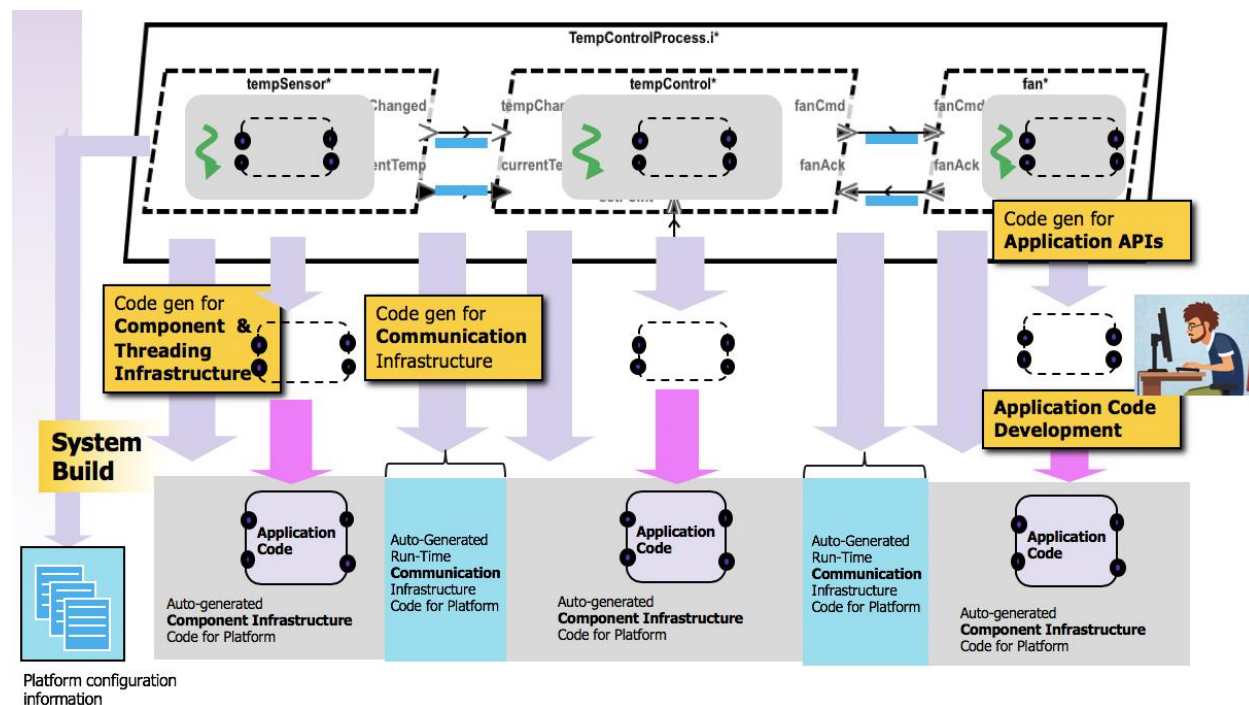 TempControlProcess.i*
tempSensor*
tempControl*
fan*
Changed
fanCmd
fanCmd
fanAck
fanAck
Code gen for
Application APIs
Code gen for
Component &
Threading
Infrastructure
Code gen for
Communication
Infrastructure
Application Code
Development
System
Build
Application
Code
Auto-generated
Component Infrastructure
Code for Platform
Auto-Generated
Run-Time
Communication
Infrastructure
Code for Platform
Application
Code
Auto-generated
Component Infrastructure
Code for Platform
Auto-Generated
Run-Time
Communication
Infrastructure
Code for Platform
Application
Code
Auto-generated
Component Infrastructure
Code for Platform
Platform configuration
information